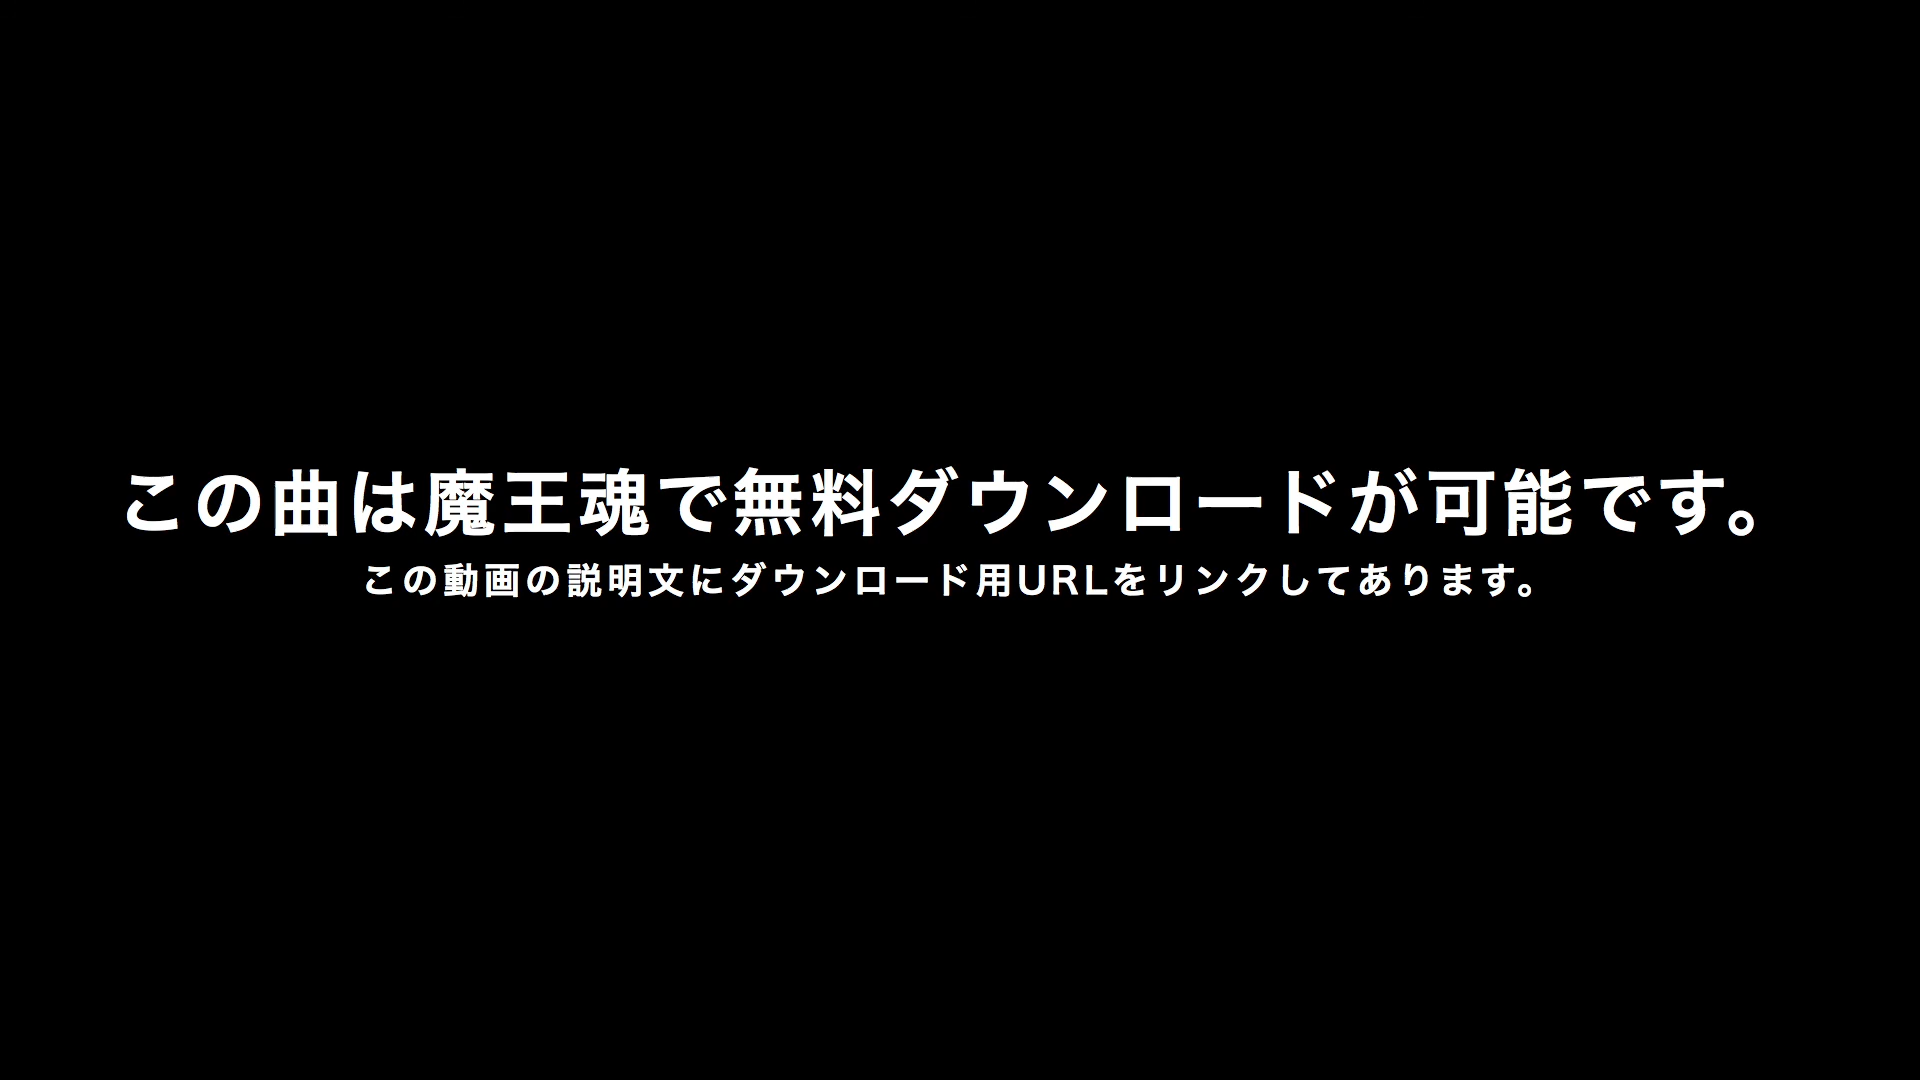 この曲は魔王魂で無料ダウンロードが可能です。
この動画の説明文にダウンロード用URLをリンクしてあります。